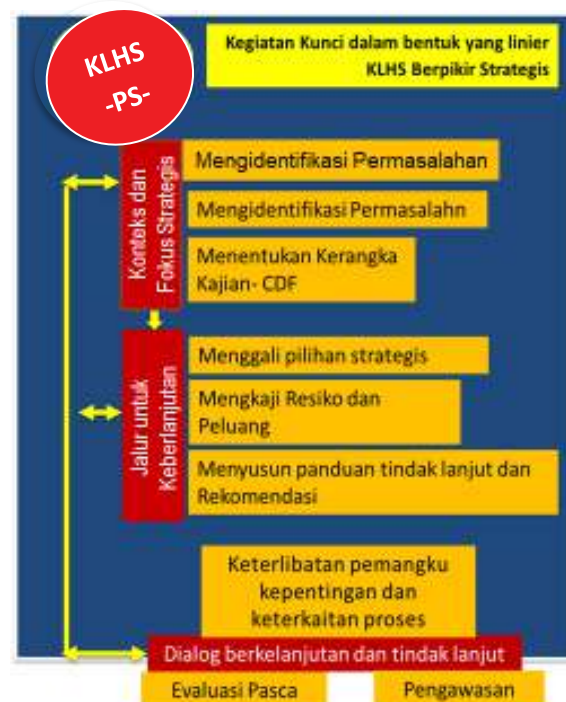 KLHS
-PS-
Kegiatan Kunci dalam bentuk yang linier
KLHS Berpikir Strategis
Konteks dan
Fokus Strategis
Mengidentifikasi Permasalahan
Mengidentifikasi Permasalahn
Menentukan Kerangka
Kajian- CDF
Jalur untuk
Keberlanjutan
Menggali pilihan strategis
Mengkaji Resiko dan
Peluang
Menyusun panduan tindak lanjut dan
Rekomendasi
Keterlibatan pemangku
kepentingan dan
keterkaitan proses
Dialog berkelanjutan dan tindak lanjut
Evaluasi Pasca
Pengawasan